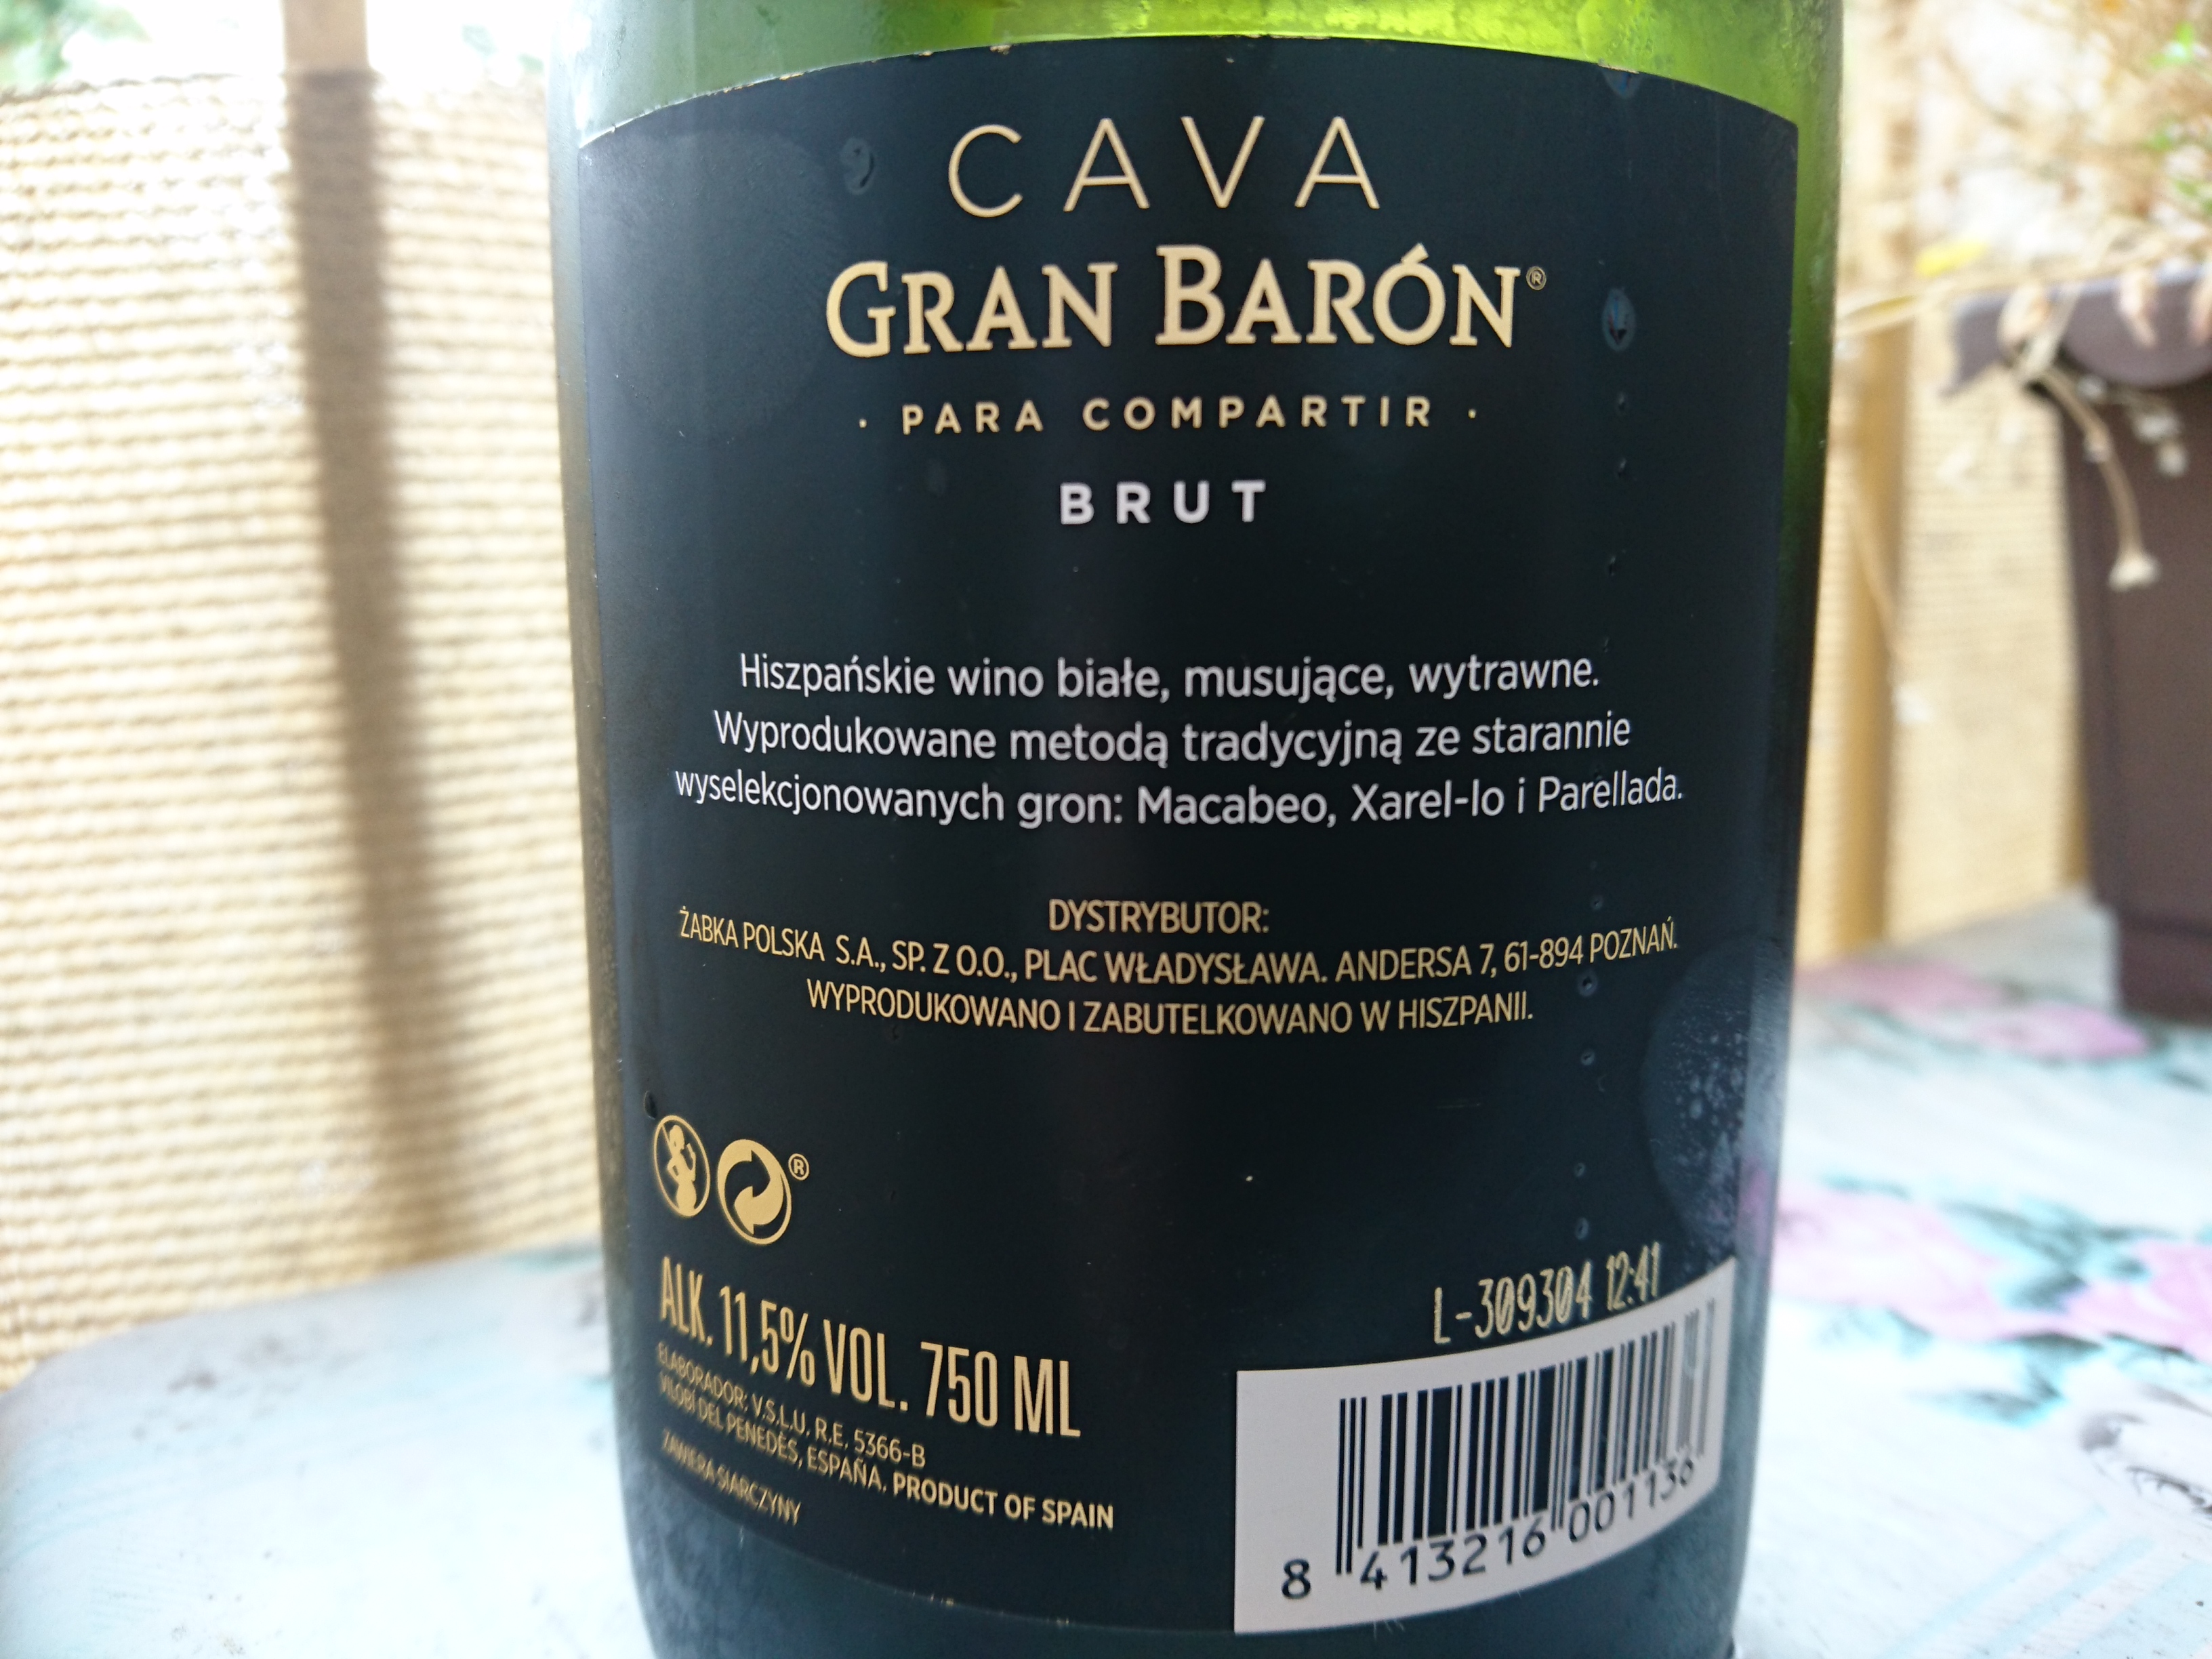 CAVA
GRAN BARÓN®
· PARA COMPARTIR ·
BRUT
Hiszpańskie wino białe, musujące, wytrawne.
Wyprodukowane metodą tradycyjną ze starannie
wyselekcjonowanych gron: Macabeo, Xarel-lo i Parellada.
DYSTRYBUTOR:
ŻABKA POLSKA S.A., SP. Z O.O., PLAC WŁADYSŁAWA. ANDERSA 7, 61-894 POZNAŃ.
WYPRODUKOWANO I ZABUTELKOWANO W HISZPANII.
®
ALK. 11,5% VOL. 750 ML
ELABORADOR: V.S.L.U. R.E. 5366-B
VILOBÍ DEL PENEDÈS, ESPAÑA. PRODUCT OF SPAIN
ZAWIERA SIARCZYNY
L-309304 12:41
8 413216 001136